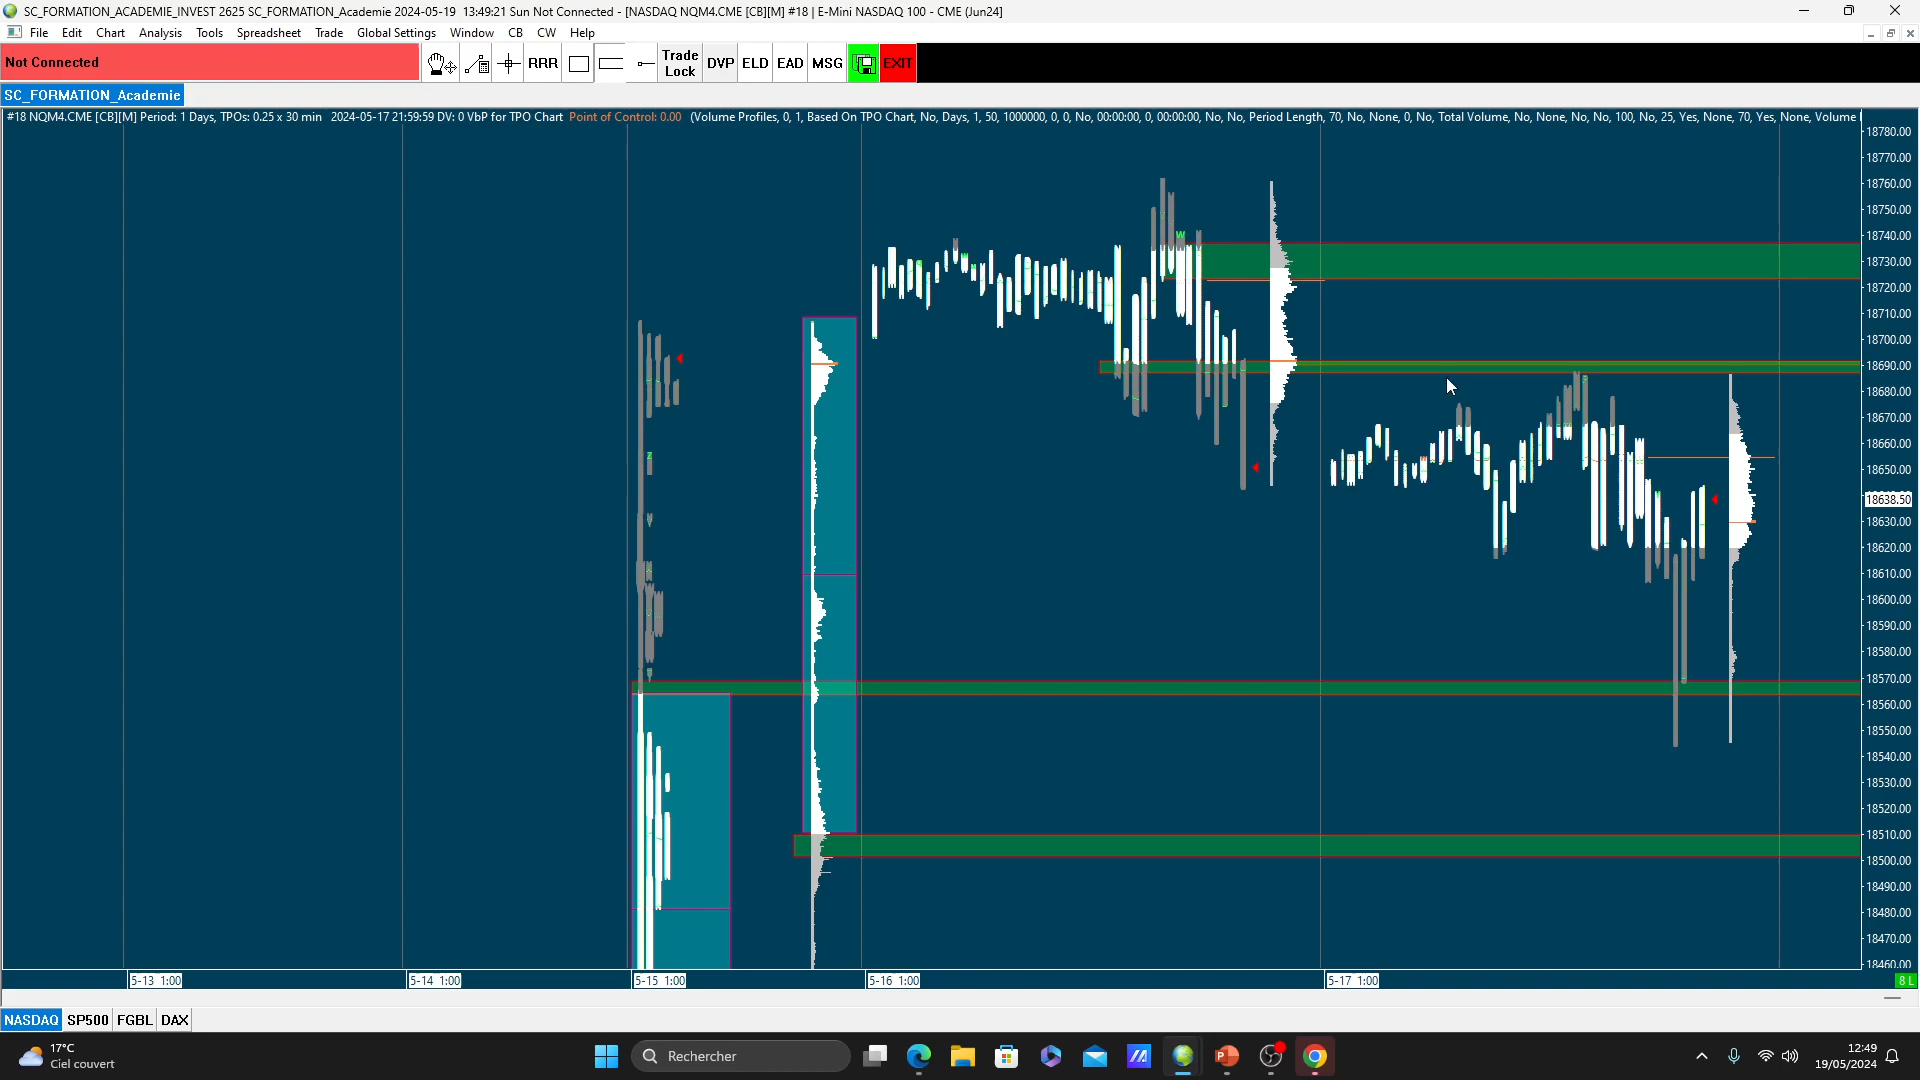 SC_FORMATION_ACADEMIE_INVEST 2625 SC_FORMATION_Academie 2024-05-19 13:49:21 Sun Not Connected - [NASDAQ NQM4.CME [CB][M] #18 | E-Mini NASDAQ 100 - CME (Jun24)]
File Edit Chart Analysis Tools Spreadsheet Trade Global Settings Window CB CW Help
Not Connected
RRR
Trade Lock
DVP
ELD
EAD
MSG
EXIT
SC_FORMATION_Academie
#18 NQM4.CME [CB][M] Period: 1 Days, TPOs: 0.25 x 30 min 2024-05-17 21:59:59 DV: 0 VbP for TPO Chart Point of Control: 0.00 (Volume Profiles, 0, 1, Based On TPO Chart, No, Days, 1, 50, 1000000, 0, 0, No, 00:00:00, 0, 00:00:00, No, No, Period Length, 70, No, None, 0, No, Total Volume, No, None, No, No, 100, No, 25, Yes, None, 70, Yes, None, Volume
18780.00
18770.00
18760.00
18750.00
18740.00
18730.00
18720.00
18710.00
18700.00
18690.00
18680.00
18670.00
18660.00
18650.00
18638.50
18630.00
18620.00
18610.00
18600.00
18590.00
18580.00
18570.00
18560.00
18550.00
18540.00
18530.00
18520.00
18510.00
18500.00
18490.00
18480.00
18470.00
18460.00
W
Z
5-13 1:00
5-14 1:00
5-15 1:00
5-16 1:00
5-17 1:00
8 L
NASDAQ SP500 FGBL DAX
17°C
Ciel couvert
Rechercher
12:49
19/05/2024